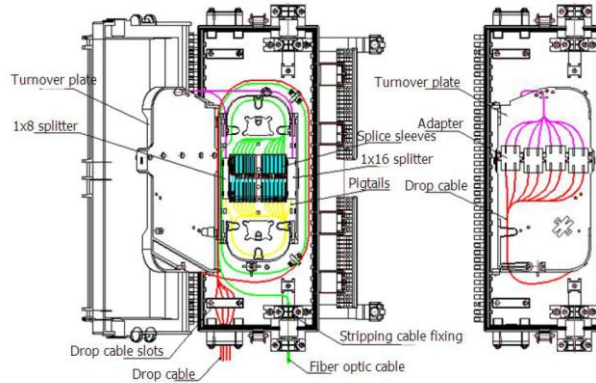 Turnover plate
1x8 splitter
Splice sleeves
1x16 splitter
Pigtails
Drop cable slots
Drop cable
Stripping cable fixing
Fiber optic cable
Turnover plate
Adapter
Drop cable